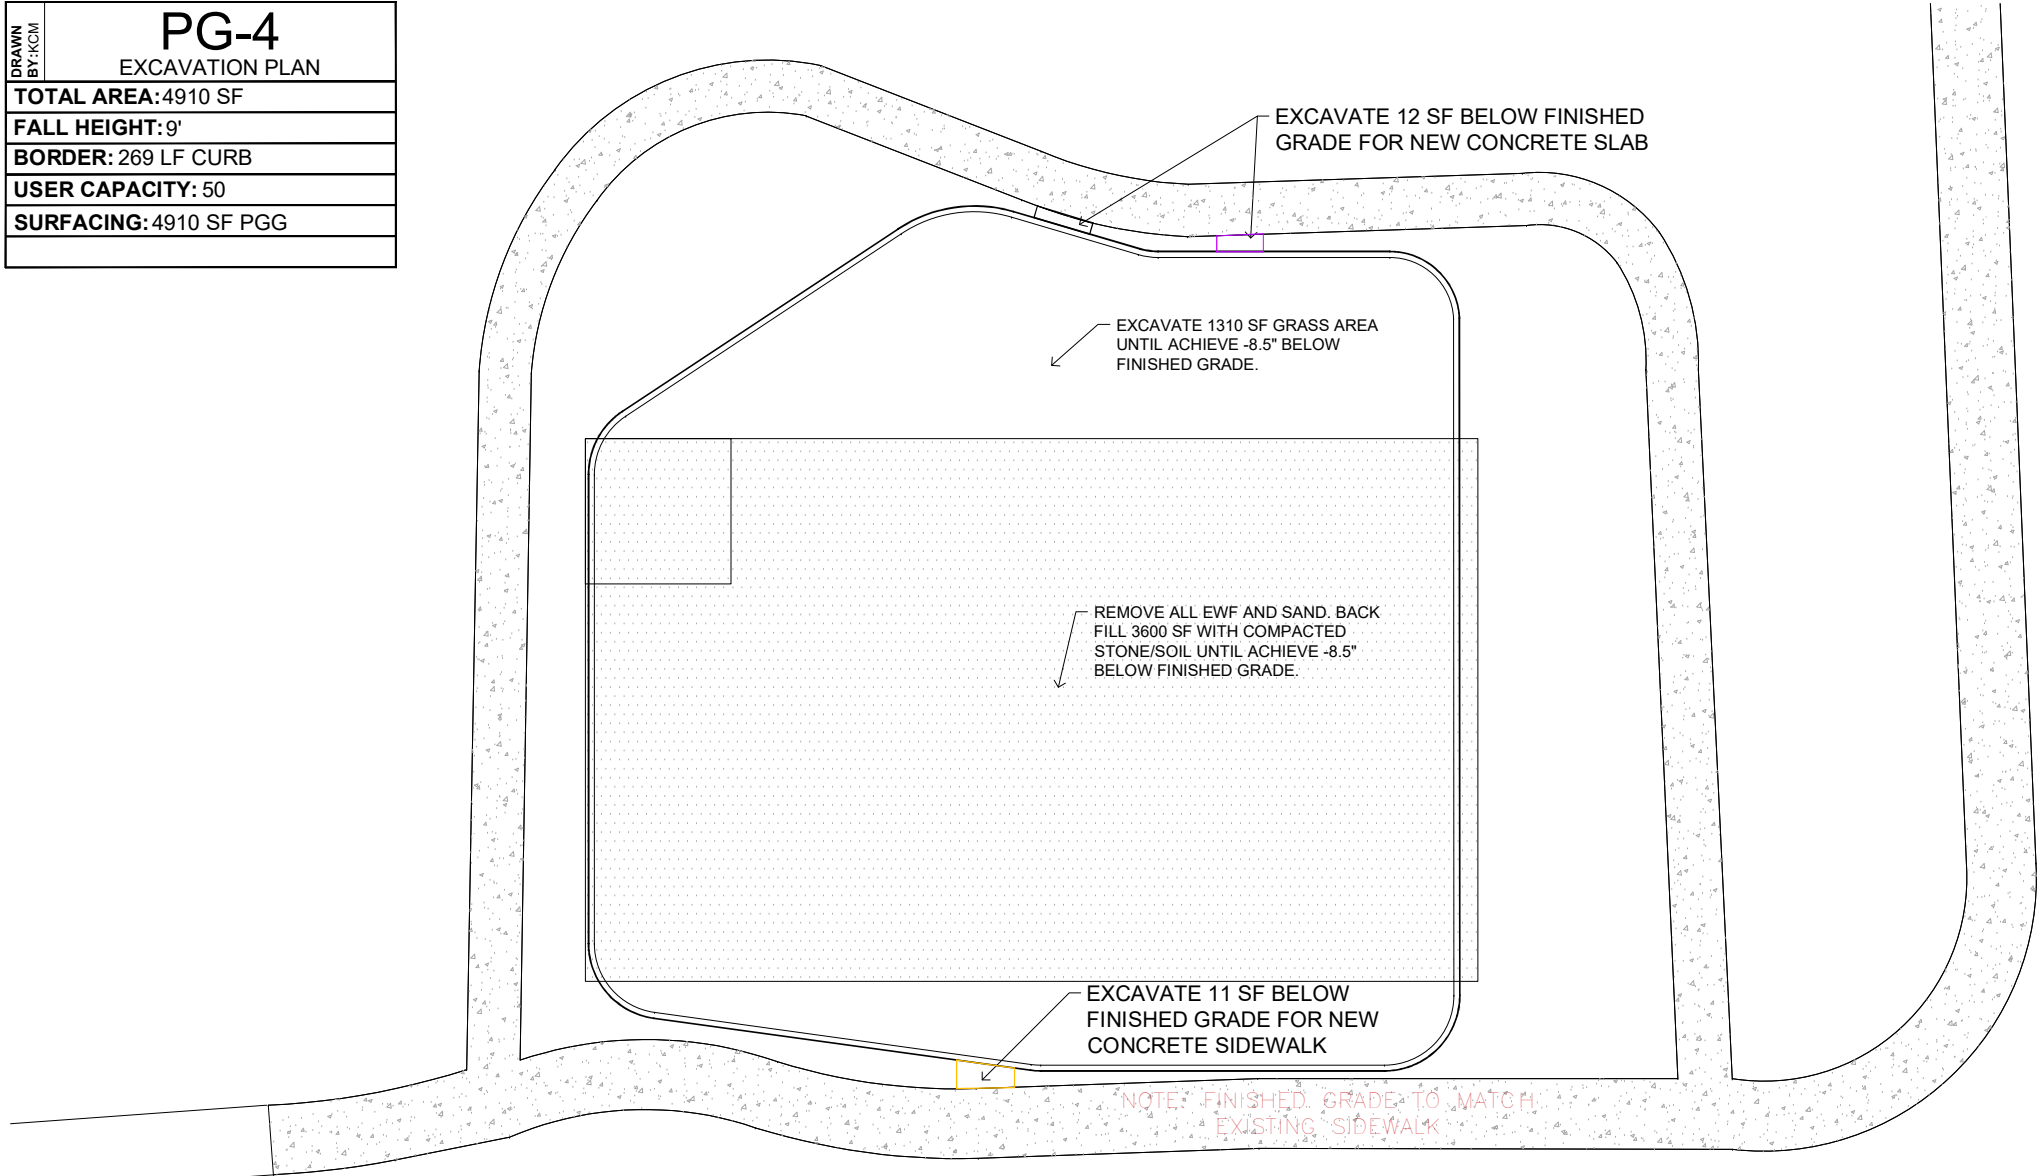 DRAWN
BY:KCM
PG-4
EXCAVATION PLAN
TOTAL AREA: 4910 SF
FALL HEIGHT: 9'
BORDER: 269 LF CURB
USER CAPACITY: 50
SURFACING: 4910 SF PGG
EXCAVATE 12 SF BELOW FINISHED
GRADE FOR NEW CONCRETE SLAB
EXCAVATE 1310 SF GRASS AREA
UNTIL ACHIEVE -8.5" BELOW
FINISHED GRADE.
REMOVE ALL EWF AND SAND. BACK
FILL 3600 SF WITH COMPACTED
STONE/SOIL UNTIL ACHIEVE -8.5"
BELOW FINISHED GRADE.
EXCAVATE 11 SF BELOW
FINISHED GRADE FOR NEW
CONCRETE SIDEWALK
NOTE: FINISHED GRADE TO MATCH
EXISTING SIDEWALK